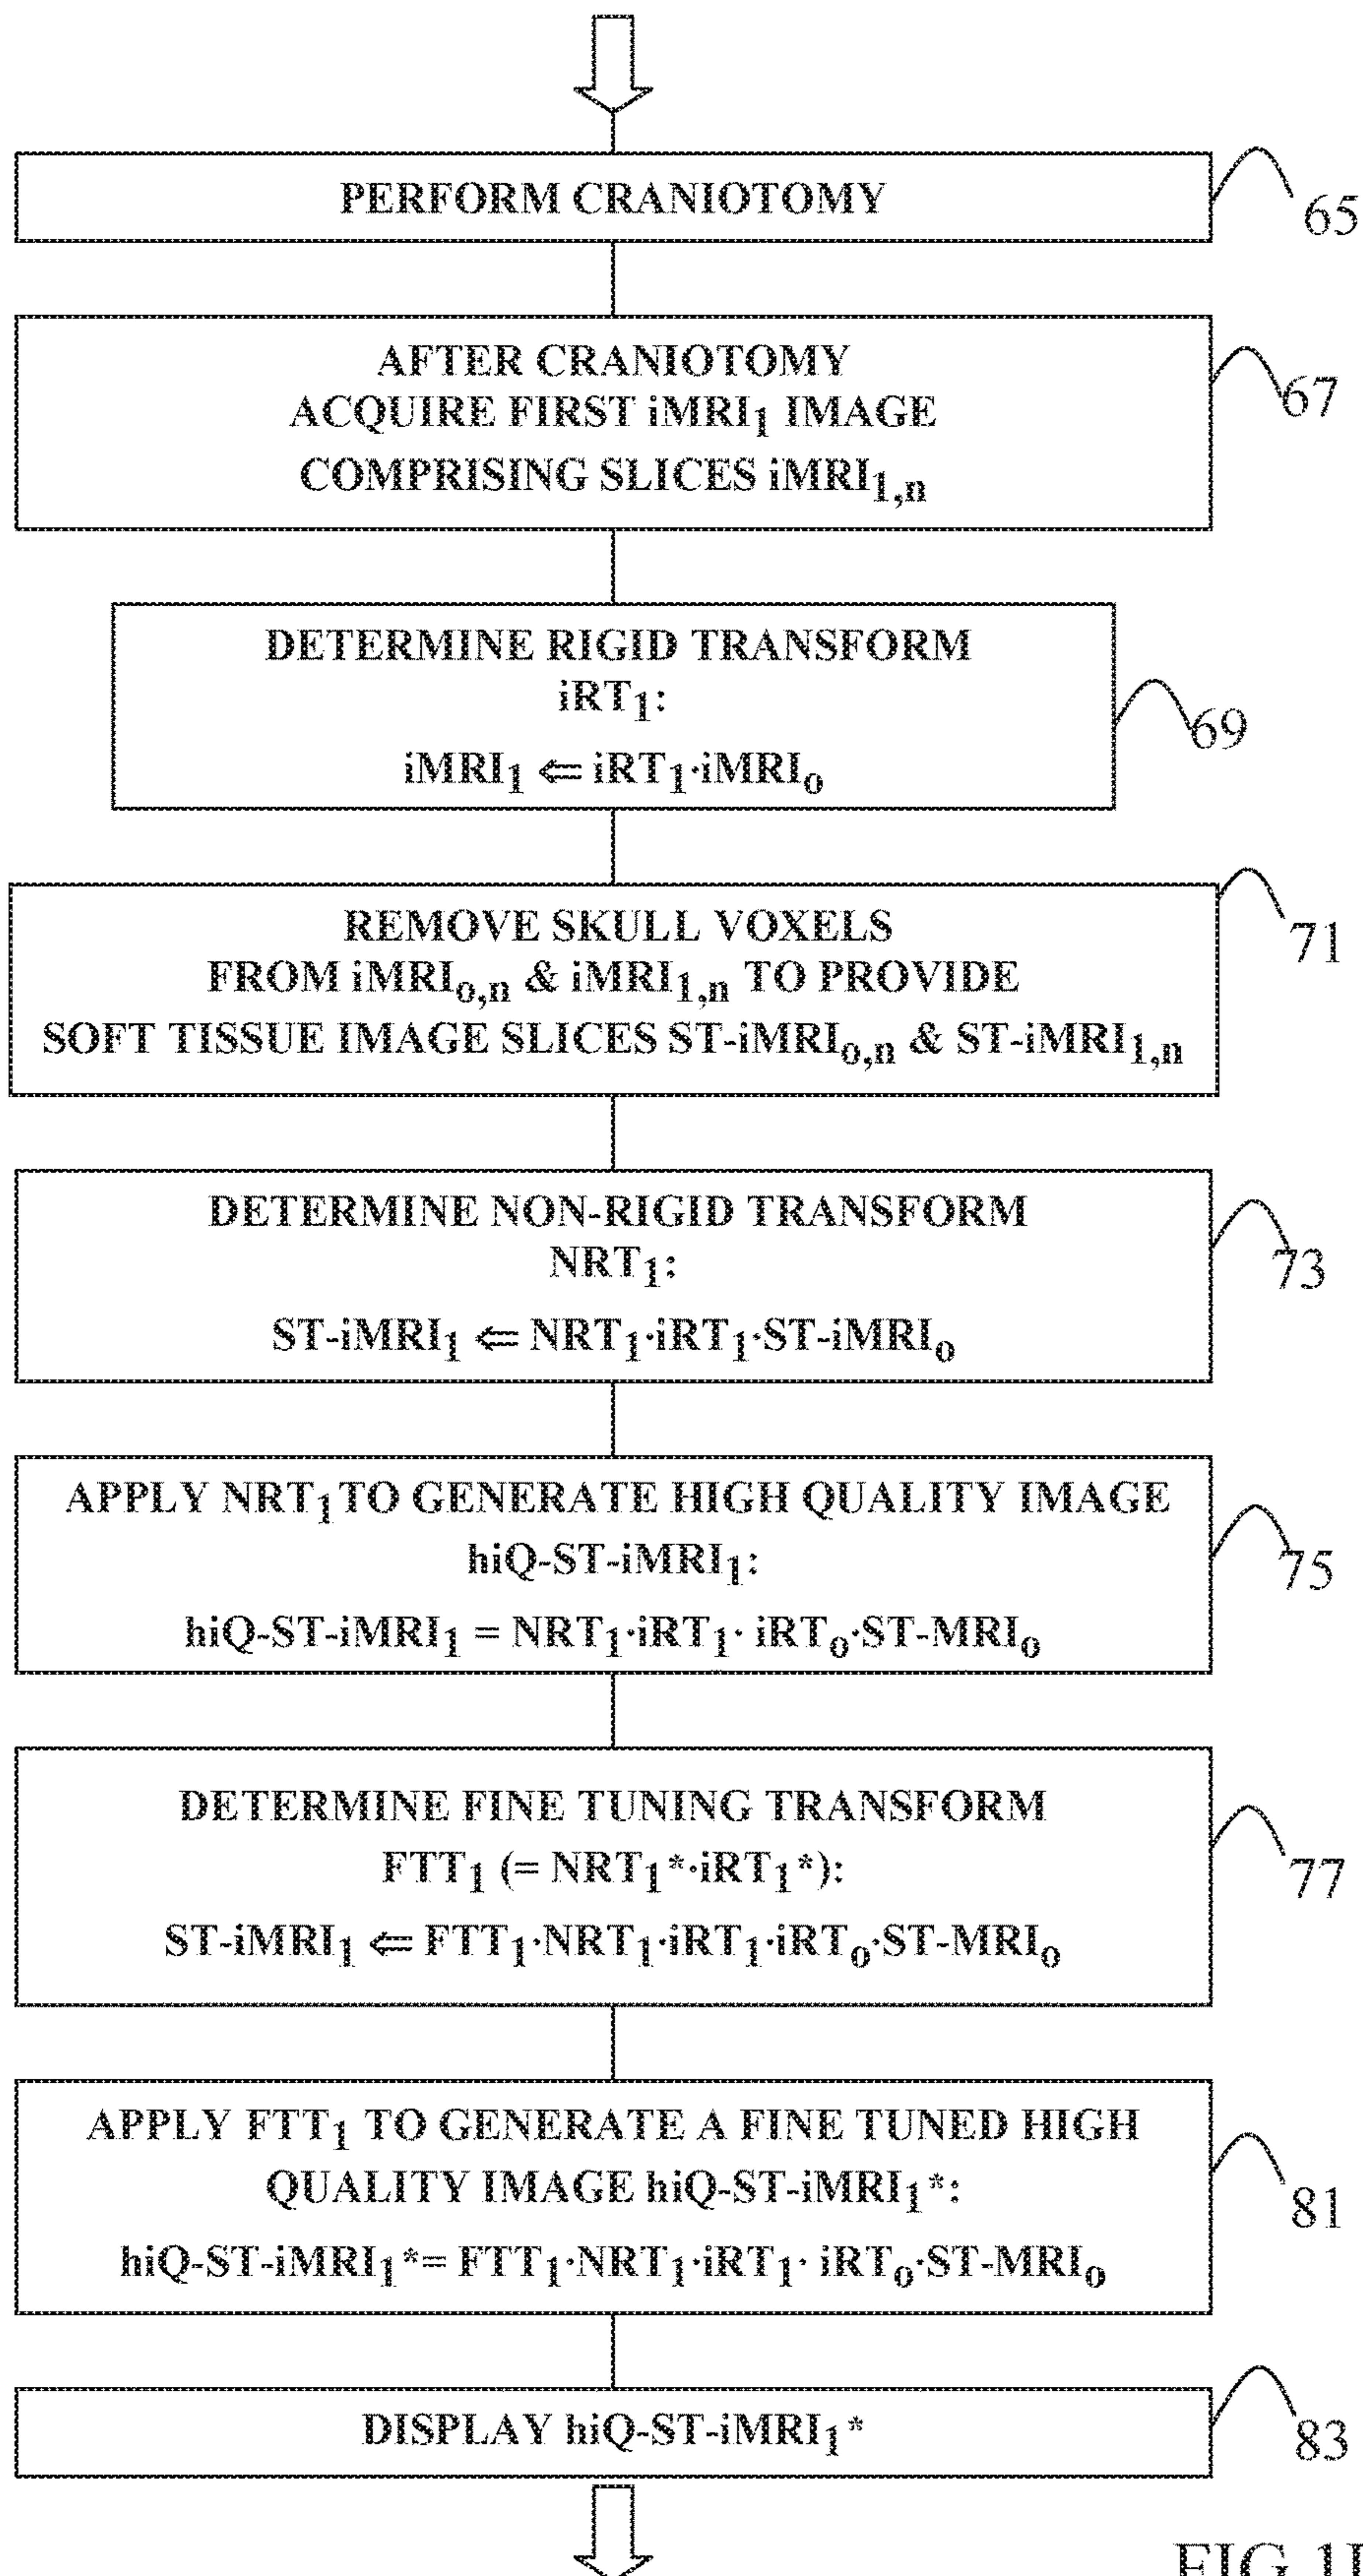 PERFORM CRANIOTOMY
65
AFTER CRANIOTOMY
ACQUIRE FIRST iMRI₁ IMAGE
COMPRISING SLICES iMRI₁,ₙ
67
DETERMINE RIGID TRANSFORM
iRT₁:
iMRI₁ ⇐ iRT₁·iMRIₒ
69
REMOVE SKULL VOXELS
FROM iMRIₒ,ₙ & iMRI₁,ₙ TO PROVIDE
SOFT TISSUE IMAGE SLICES ST-iMRIₒ,ₙ & ST-iMRI₁,ₙ
71
DETERMINE NON-RIGID TRANSFORM
NRT₁:
ST-iMRI₁ ⇐ NRT₁·iRT₁·ST-iMRIₒ
73
APPLY NRT₁ TO GENERATE HIGH QUALITY IMAGE
hiQ-ST-iMRI₁:
hiQ-ST-iMRI₁ = NRT₁·iRT₁· iRTₒ·ST-MRIₒ
75
DETERMINE FINE TUNING TRANSFORM
FTT₁ (= NRT₁*·iRT₁*):
ST-iMRI₁ ⇐ FTT₁·NRT₁·iRT₁·iRTₒ·ST-MRIₒ
77
APPLY FTT₁ TO GENERATE A FINE TUNED HIGH
QUALITY IMAGE hiQ-ST-iMRI₁*:
hiQ-ST-iMRI₁*= FTT₁·NRT₁·iRT₁· iRTₒ·ST-MRIₒ
81
DISPLAY hiQ-ST-iMRI₁*
83